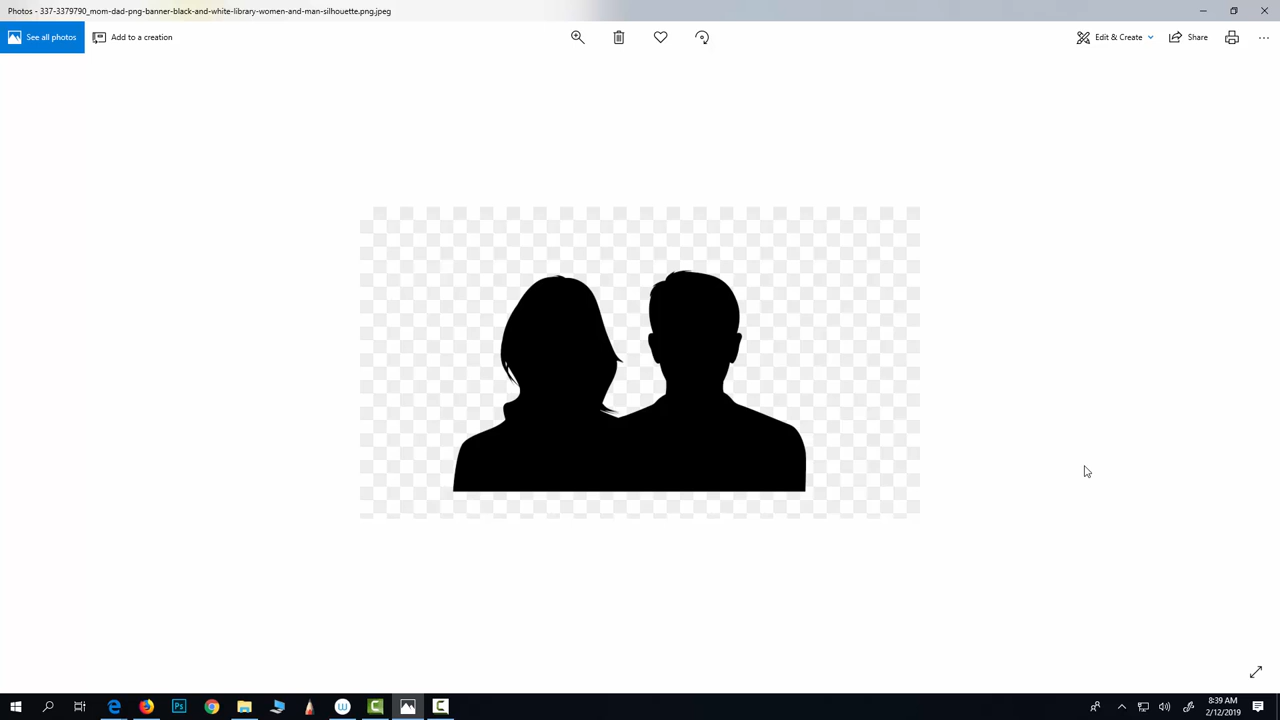 Photos - 337-3379790_mom-dad-png-banner-black-and-white-library-women-and-man-silhouette.png.jpeg
See all photos
Add to a creation
Edit & Create
Share
Ps
8:39 AM
2/12/2019